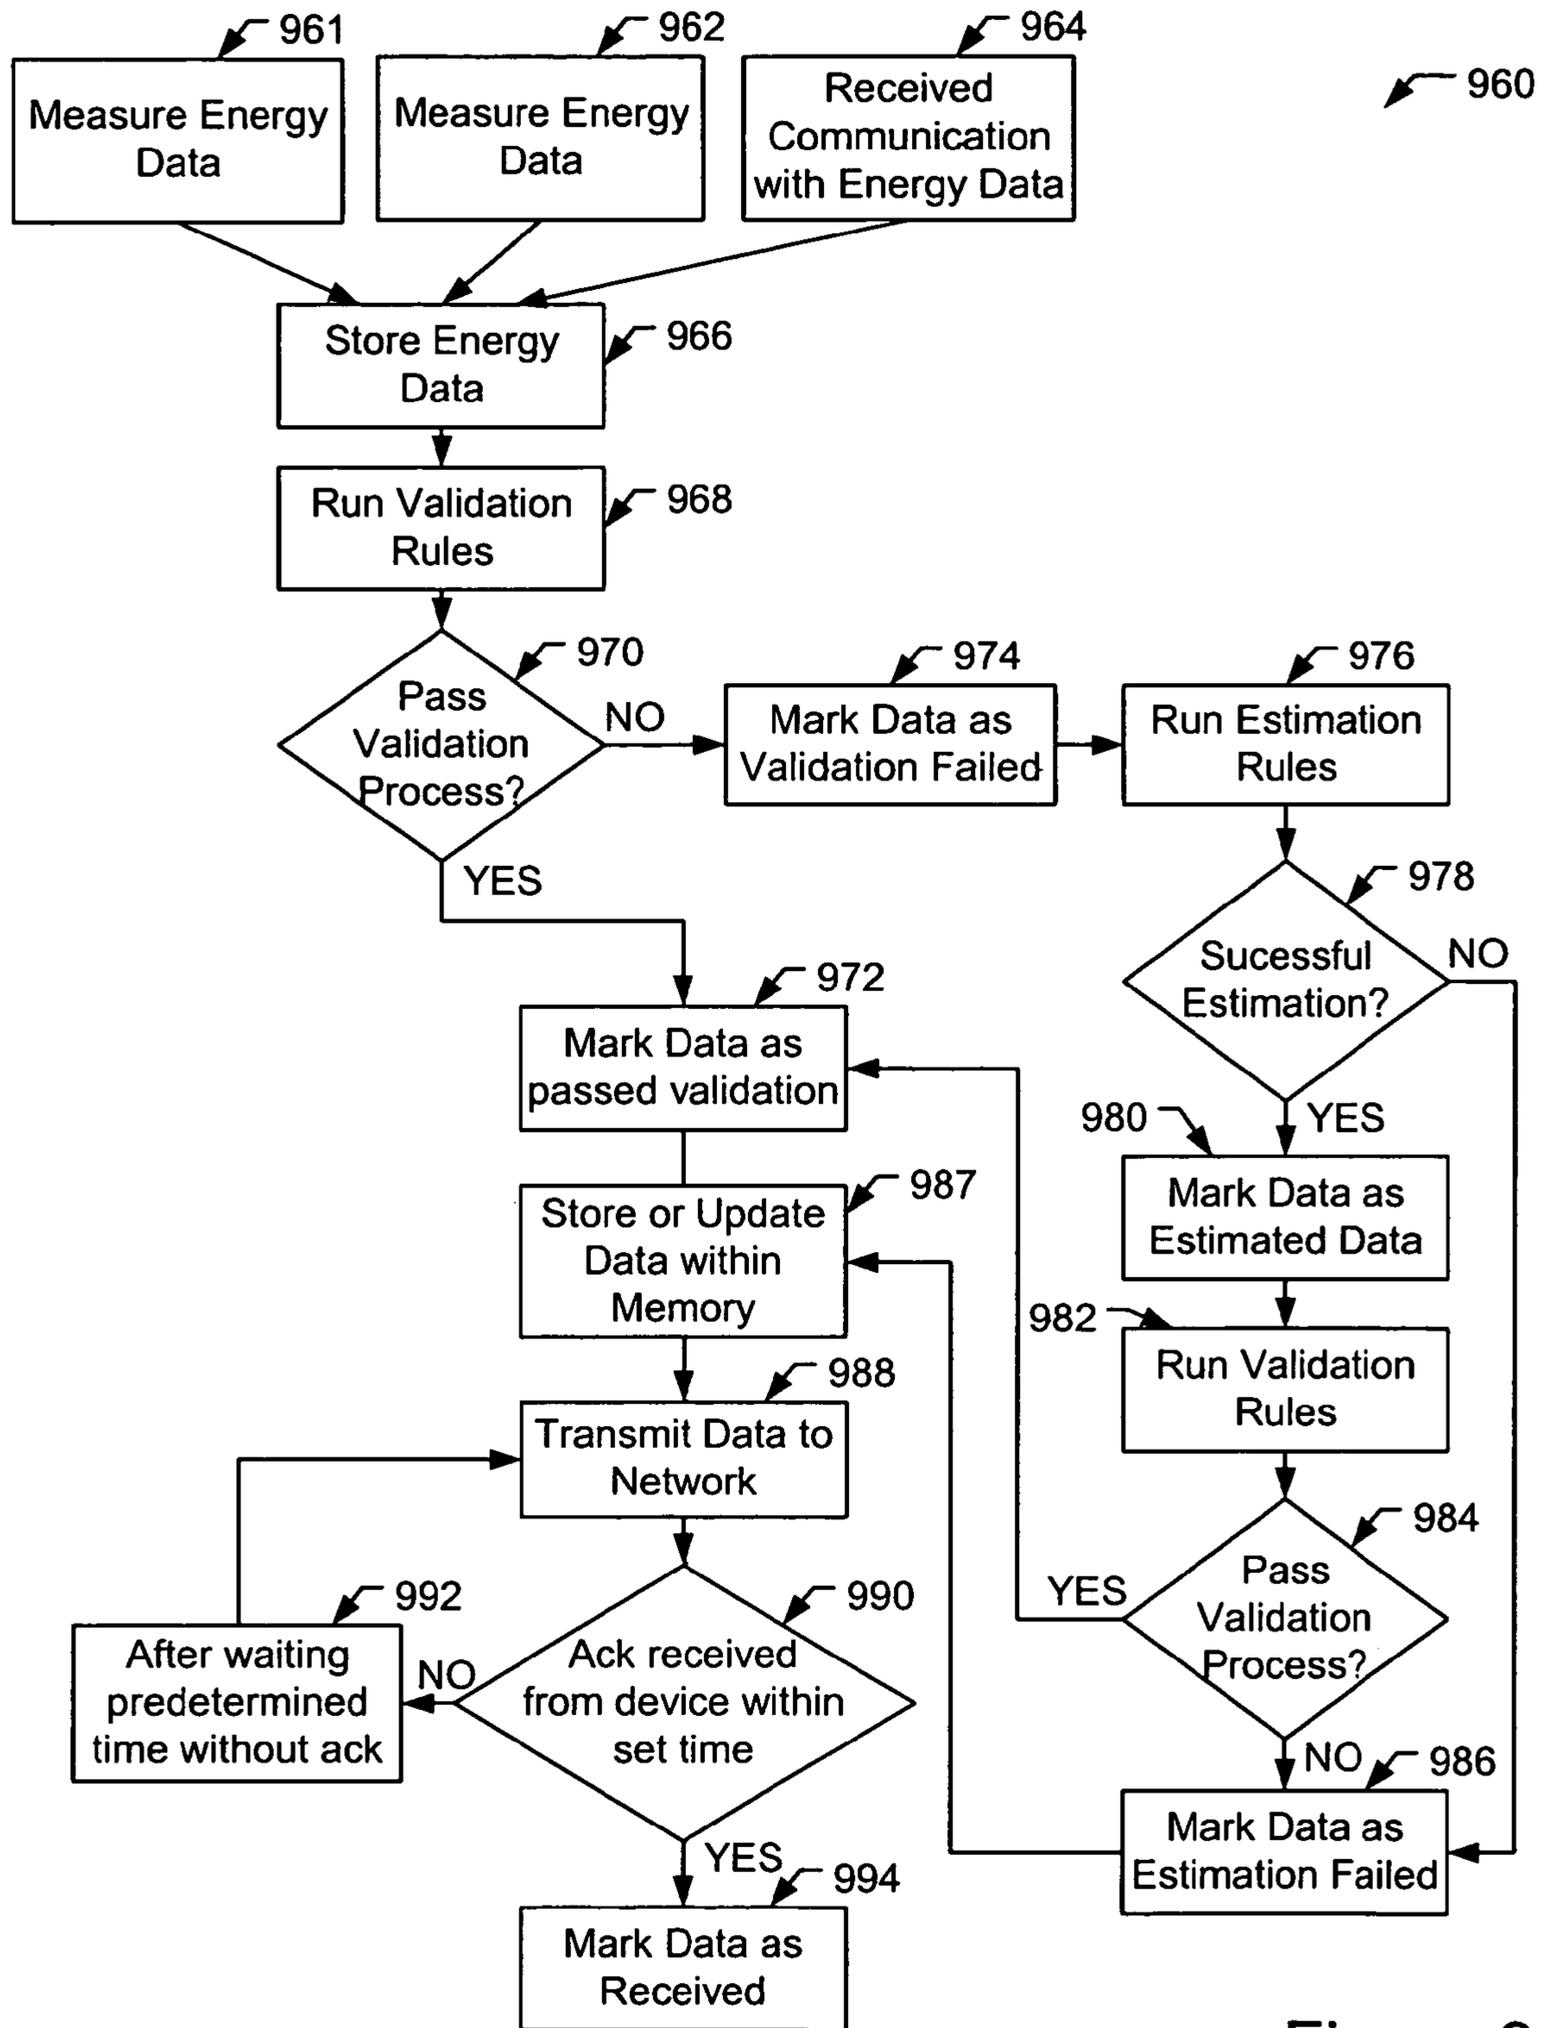 961
962
964
960
Measure Energy
Data
Measure Energy
Data
Received
Communication
with Energy Data
Store Energy
Data
966
Run Validation
Rules
968
970
Pass
Validation
Process?
NO
YES
974
Mark Data as
Validation Failed
976
Run Estimation
Rules
978
Sucessful
Estimation?
NO
YES
972
Mark Data as
passed validation
980
Mark Data as
Estimated Data
987
Store or Update
Data within
Memory
982
Run Validation
Rules
988
Transmit Data to
Network
984
Pass
Validation
Process?
YES
NO
992
After waiting
predetermined
time without ack
NO
990
Ack received
from device within
set time
YES
986
Mark Data as
Estimation Failed
994
Mark Data as
Received